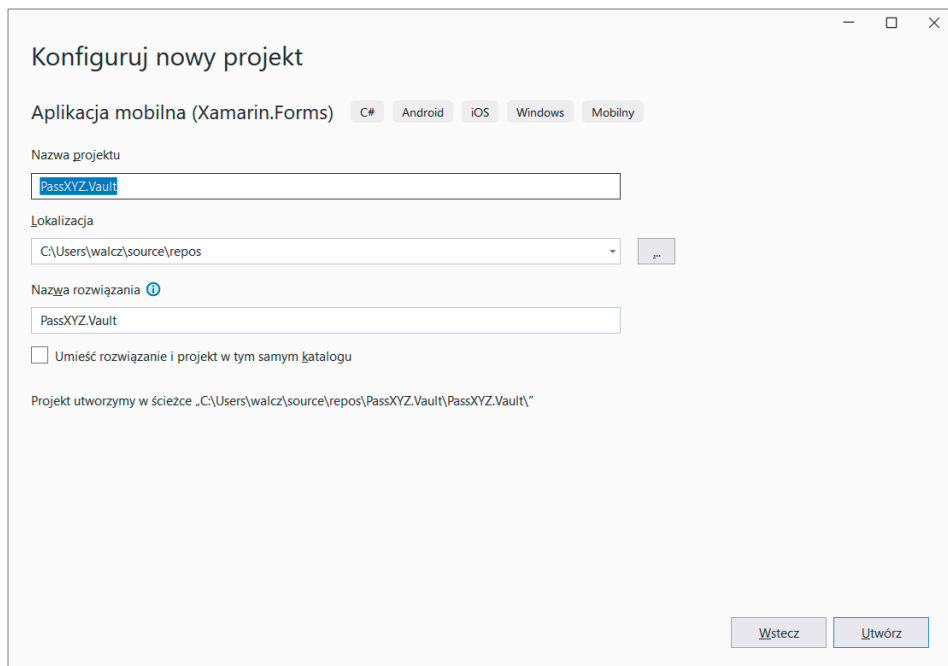 Konfiguruj nowy projekt
Aplikacja mobilna (Xamarin.Forms) C# Android iOS Windows Mobilny
Nazwa projektu
PassXYZ.Vault
Lokalizacja
C:\Users\walcz\source\repos
...
Nazwa rozwiązania
PassXYZ.Vault
Umieść rozwiązanie i projekt w tym samym katalogu
Projekt utworzymy w ścieżce „C:\Users\walcz\source\repos\PassXYZ.Vault\PassXYZ.Vault\”
Wstecz Utwórz